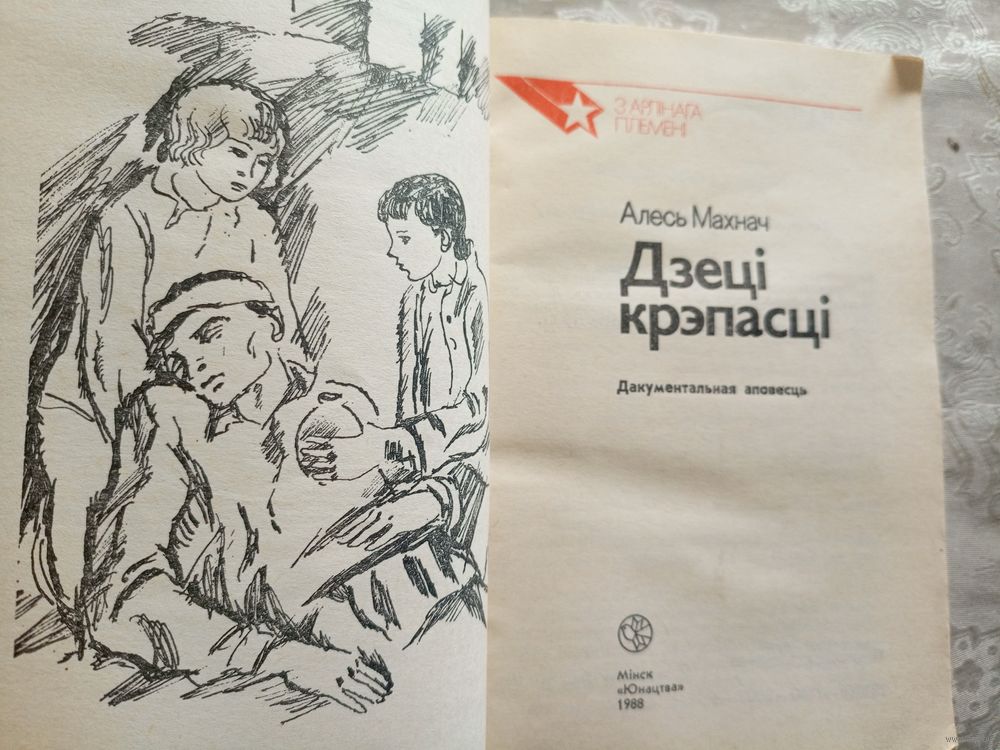 З АРЛІНАГА
ПЛЕМЕНІ
Алесь Махнач
Дзеці
крэпасці
Дакументальная аповесць
Мінск
«Юнацтва»
1988